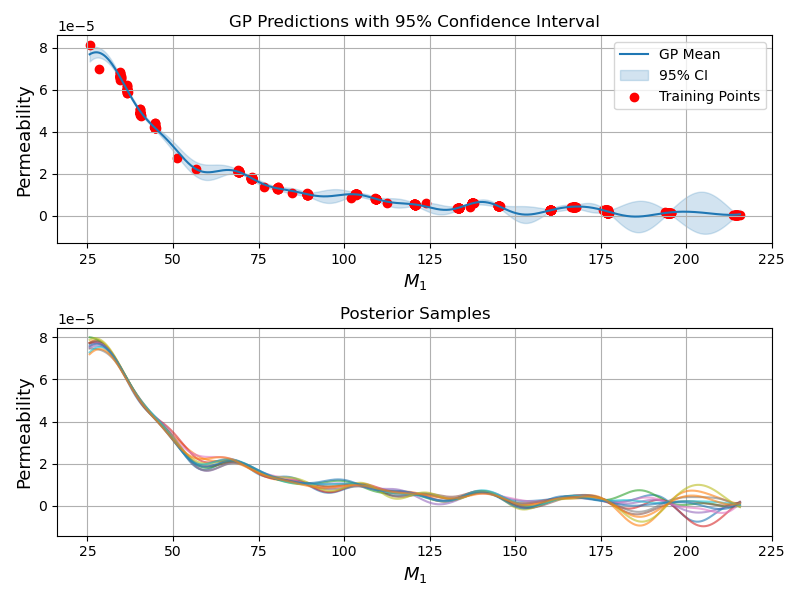 GP Predictions with 95% Confidence Interval
1e−5
8
6
4
2
0
Permeability
GP Mean
95% CI
Training Points
25 50 75 100 125 150 175 200 225
M₁
Posterior Samples
1e−5
8
6
4
2
0
Permeability
25 50 75 100 125 150 175 200 225
M₁